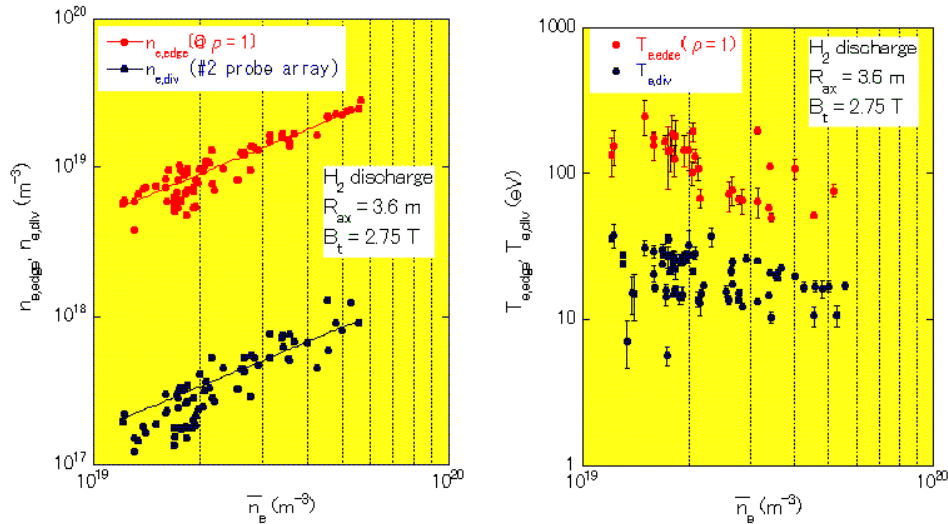 n_e,edge [@ ρ = 1]
n_e,div (#2 probe array)
H_2 discharge
R_ax = 3.6 m
B_t = 2.75 T
10^20
10^19
10^18
10^17
n_e,edge, n_e,div (m^-3)
10^19
10^20
n̅_e (m^-3)
T_e,edge (ρ = 1)
T_e,div
H_2 discharge
R_ax = 3.6 m
B_t = 2.75 T
1000
100
10
1
T_e,edge, T_e,div (eV)
10^19
10^20
n̅_e (m^-3)